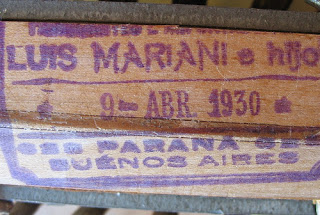 LUIS MARIANI e hijo
9- ABR. 1930
PARANA
BUENOS AIRES